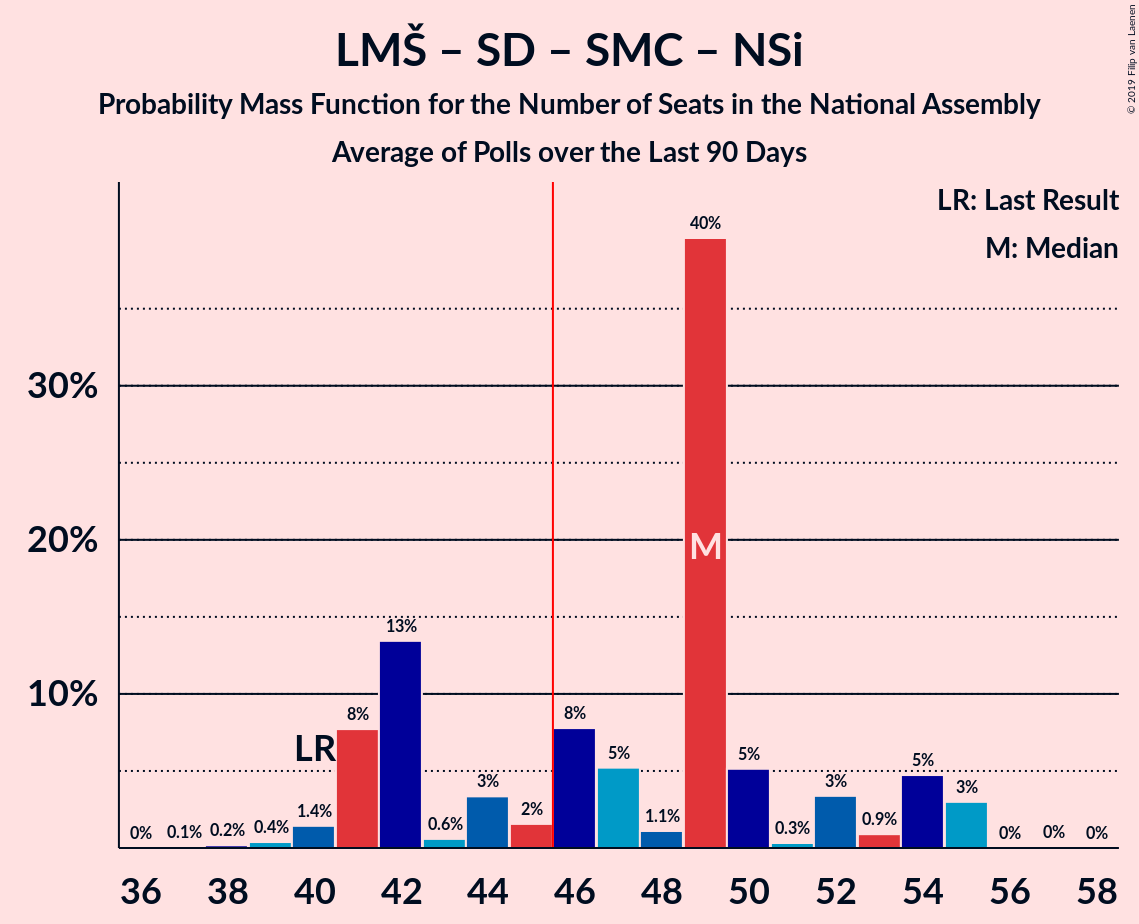 LMŠ – SD – SMC – NSi
Probability Mass Function for the Number of Seats in the National Assembly
Average of Polls over the Last 90 Days
© 2019 Filip van Laenen
LR: Last Result
M: Median
30%
20%
10%
0%
0.1%
0.2%
0.4%
1.4%
LR
8%
13%
0.6%
3%
2%
8%
5%
1.1%
40%
M
5%
0.3%
3%
0.9%
5%
3%
0%
0%
0%
36 38 40 42 44 46 48 50 52 54 56 58